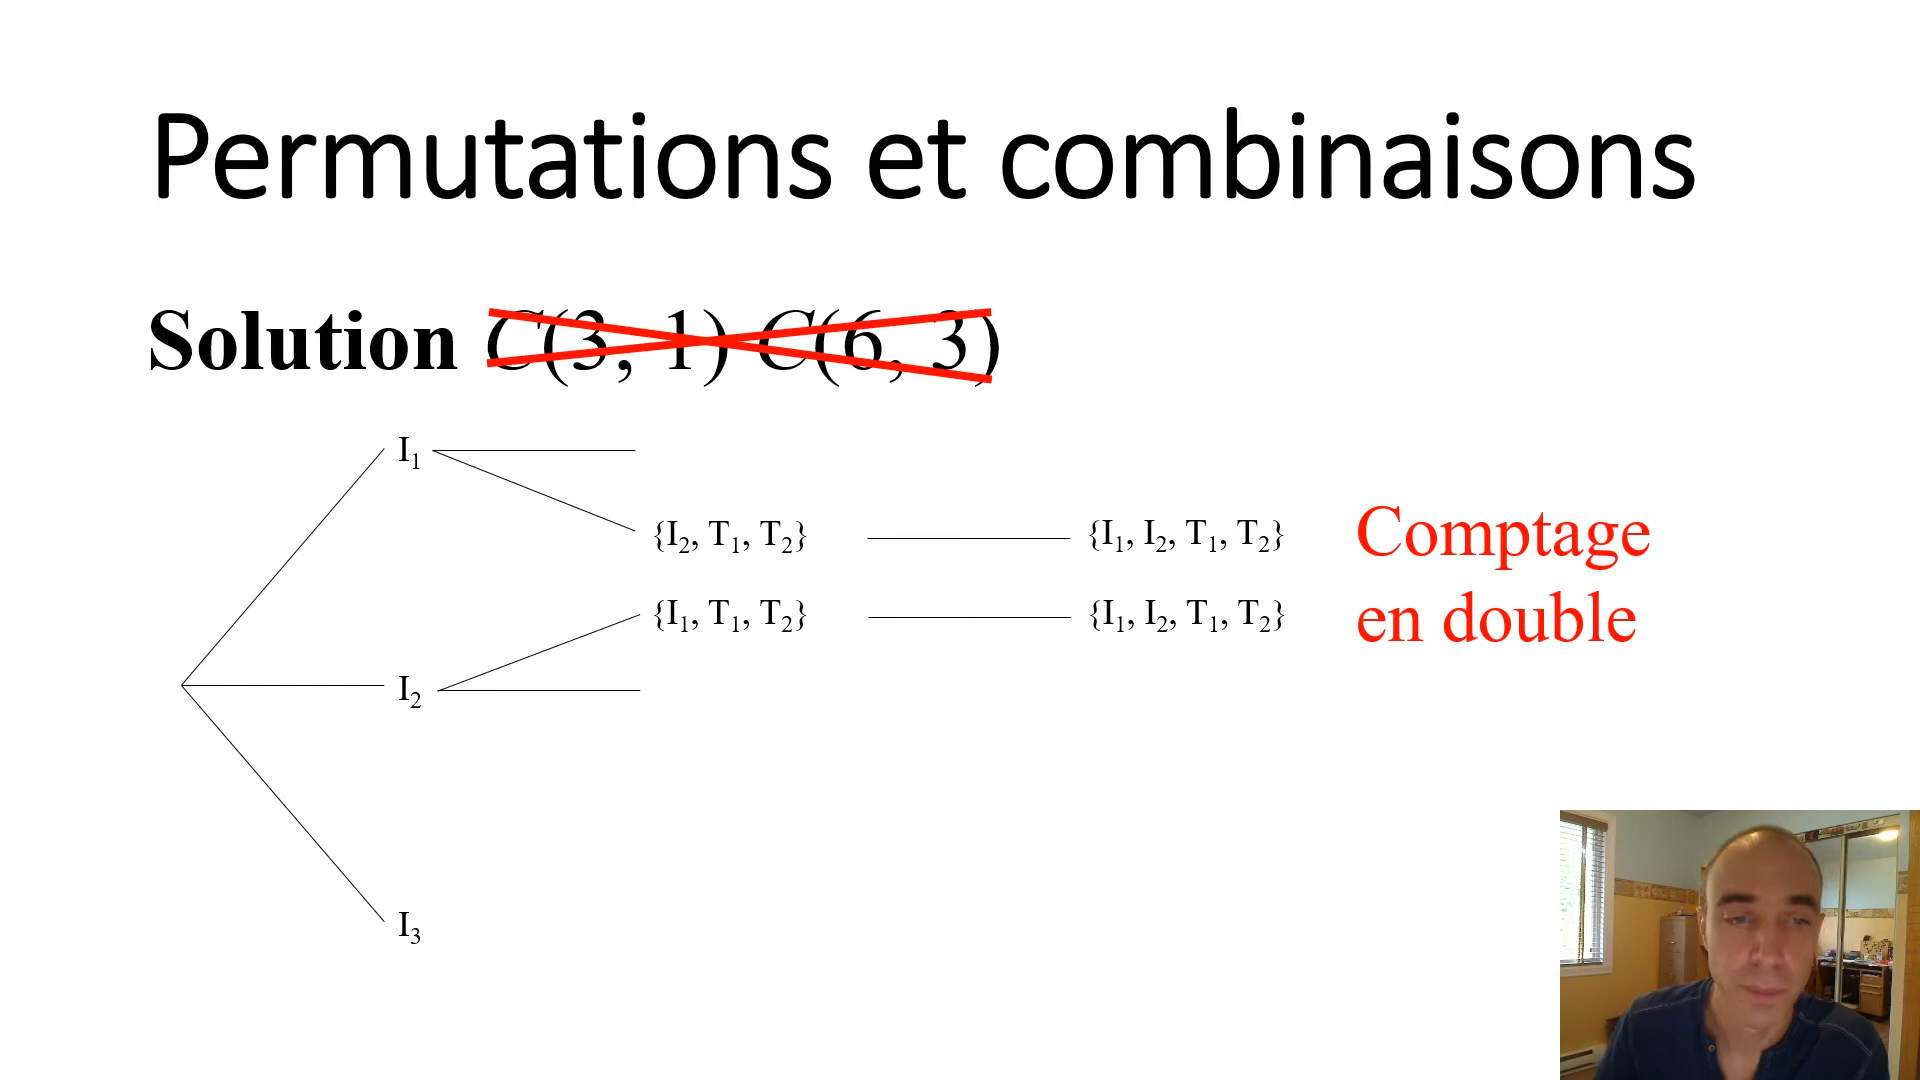 Permutations et combinaisons
Solution C(3, 1) C(6, 3)
I₁
{I₂, T₁, T₂} {I₁, I₂, T₁, T₂} Comptage
{I₁, T₁, T₂} {I₁, I₂, T₁, T₂} en double
I₂
I₃